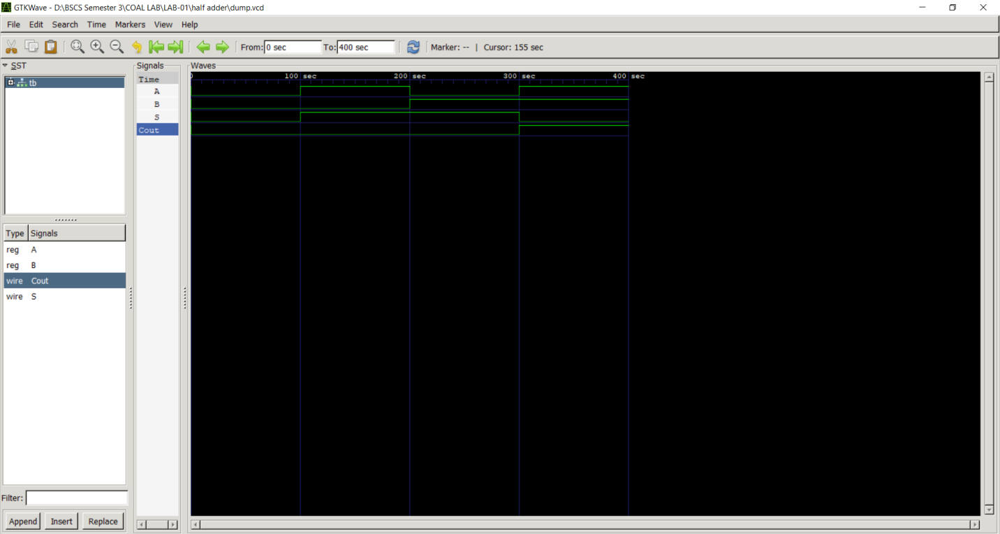 GTKWave - D:\BSCS Semester 3\COAL LAB\LAB-01\half adder\dump.vcd
File Edit Search Time Markers View Help
From: 0 sec To: 400 sec Marker: -- | Cursor: 155 sec
SST
tb
Type Signals
reg A
reg B
wire Cout
wire S
Filter:
Append Insert Replace
Signals
Time
A
B
S
Cout
Waves
0 100 sec 200 sec 300 sec 400 sec